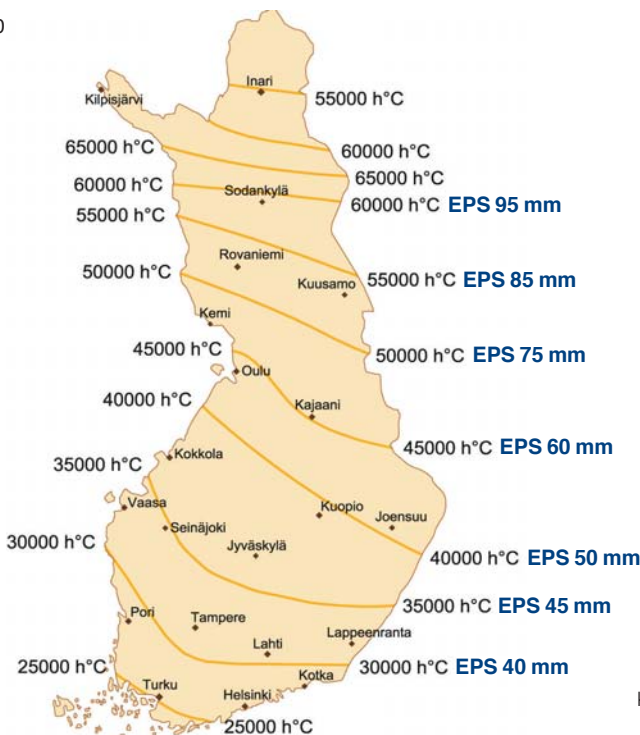 0
Inari
Kilpisjärvi
55000 h°C
65000 h°C
60000 h°C
65000 h°C
60000 h°C
Sodankylä
60000 h°C EPS 95 mm
55000 h°C
Rovaniemi
50000 h°C
Kuusamo
55000 h°C EPS 85 mm
Kemi
45000 h°C
50000 h°C EPS 75 mm
Oulu
40000 h°C
Kajaani
45000 h°C EPS 60 mm
Kokkola
35000 h°C
Vaasa
Kuopio
Seinäjoki
Joensuu
30000 h°C
Jyväskylä
40000 h°C EPS 50 mm
35000 h°C EPS 45 mm
Pori
Tampere
Lappeenranta
Lahti
25000 h°C
30000 h°C EPS 40 mm
Kotka
Turku
Helsinki
25000 h°C